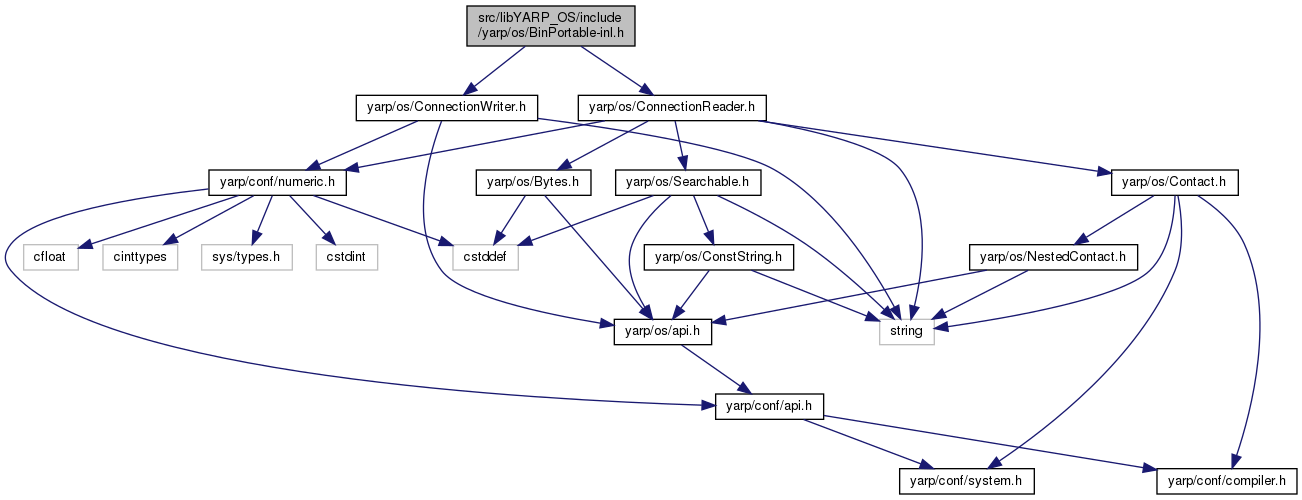 src/libYARP_OS/include
/yarp/os/BinPortable-inl.h
yarp/os/ConnectionWriter.h
yarp/os/ConnectionReader.h
yarp/conf/numeric.h
yarp/os/Bytes.h
yarp/os/Searchable.h
yarp/os/Contact.h
cfloat
cinttypes
sys/types.h
cstdint
cstddef
yarp/os/ConstString.h
yarp/os/NestedContact.h
yarp/os/api.h
string
yarp/conf/api.h
yarp/conf/system.h
yarp/conf/compiler.h